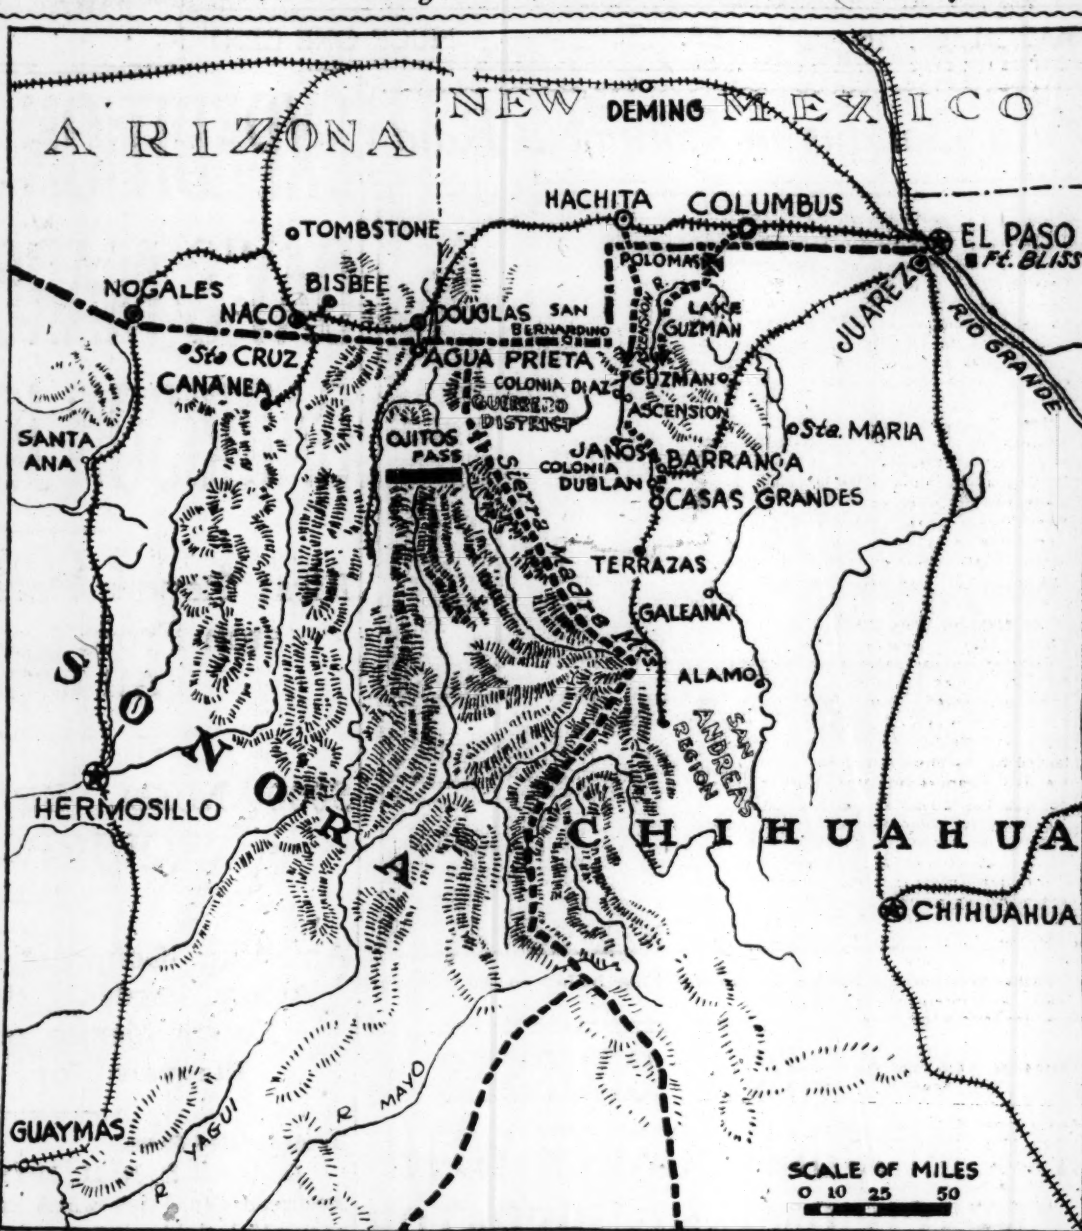 ARIZONA
NEW MEXICO
DEMING
HACHITA
COLUMBUS
TOMBSTONE
EL PASO
Ft. BLISS
POLOMAS
BISBEE
NOGALES
NACO
DOUGLAS
SAN
BERNARDINO
LAKE
GUZMAN
JUAREZ
RIO GRANDE
Sta CRUZ
AGUA PRIETA
CANANEA
COLONIA DIAZ
GUZMAN
GUERRERO
DISTRICT
ASCENSION
SANTA
ANA
OJITOS
PASS
JANOS
Sta. MARIA
BARRANCA
COLONIA
DUBLAN
CASAS GRANDES
Sierra Madre Mts
TERRAZAS
GALEANA
ALAMO
SAN
ANDREAS
REGION
SONORA
HERMOSILLO
CHIHUAHUA
CHIHUAHUA
R MAYO
GUAYMAS
R YAGUI
SCALE OF MILES
0 10 25 50